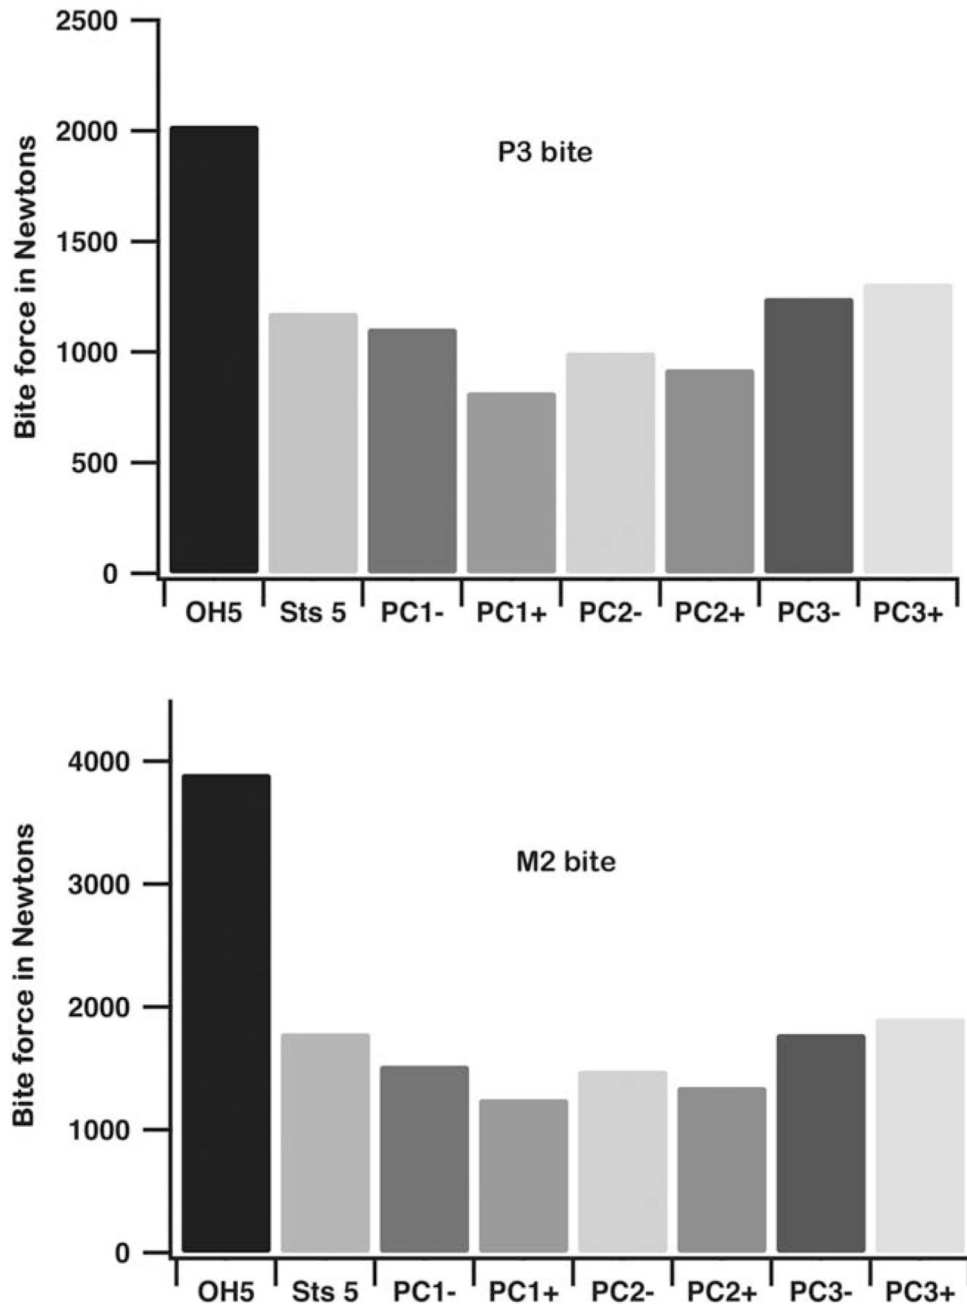 2500
2000
1500
1000
500
0
Bite force in Newtons
P3 bite
OH5 Sts 5 PC1- PC1+ PC2- PC2+ PC3- PC3+
4000
3000
2000
1000
0
Bite force in Newtons
M2 bite
OH5 Sts 5 PC1- PC1+ PC2- PC2+ PC3- PC3+